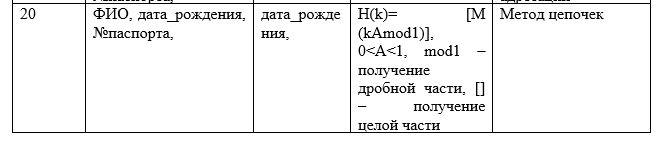 20
ФИО, дата_рождения,
№паспорта,
дата_рожде
ния,
H(k)= [M
(kAmod1)],
0<A<1, mod1 –
получение
дробной части, []
– получение
целой части
Метод цепочек